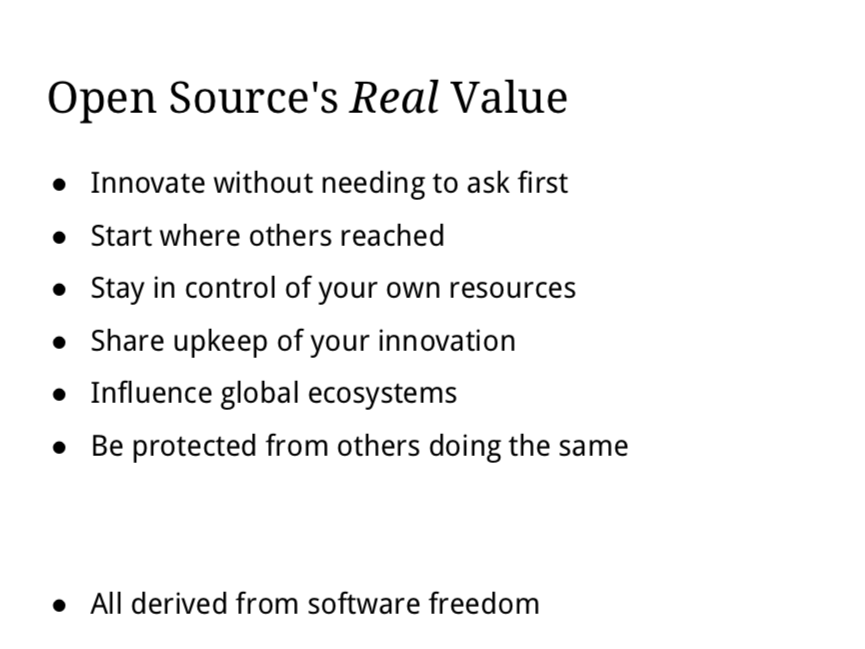 Open Source's Real Value
● Innovate without needing to ask first
● Start where others reached
● Stay in control of your own resources
● Share upkeep of your innovation
● Influence global ecosystems
● Be protected from others doing the same
● All derived from software freedom